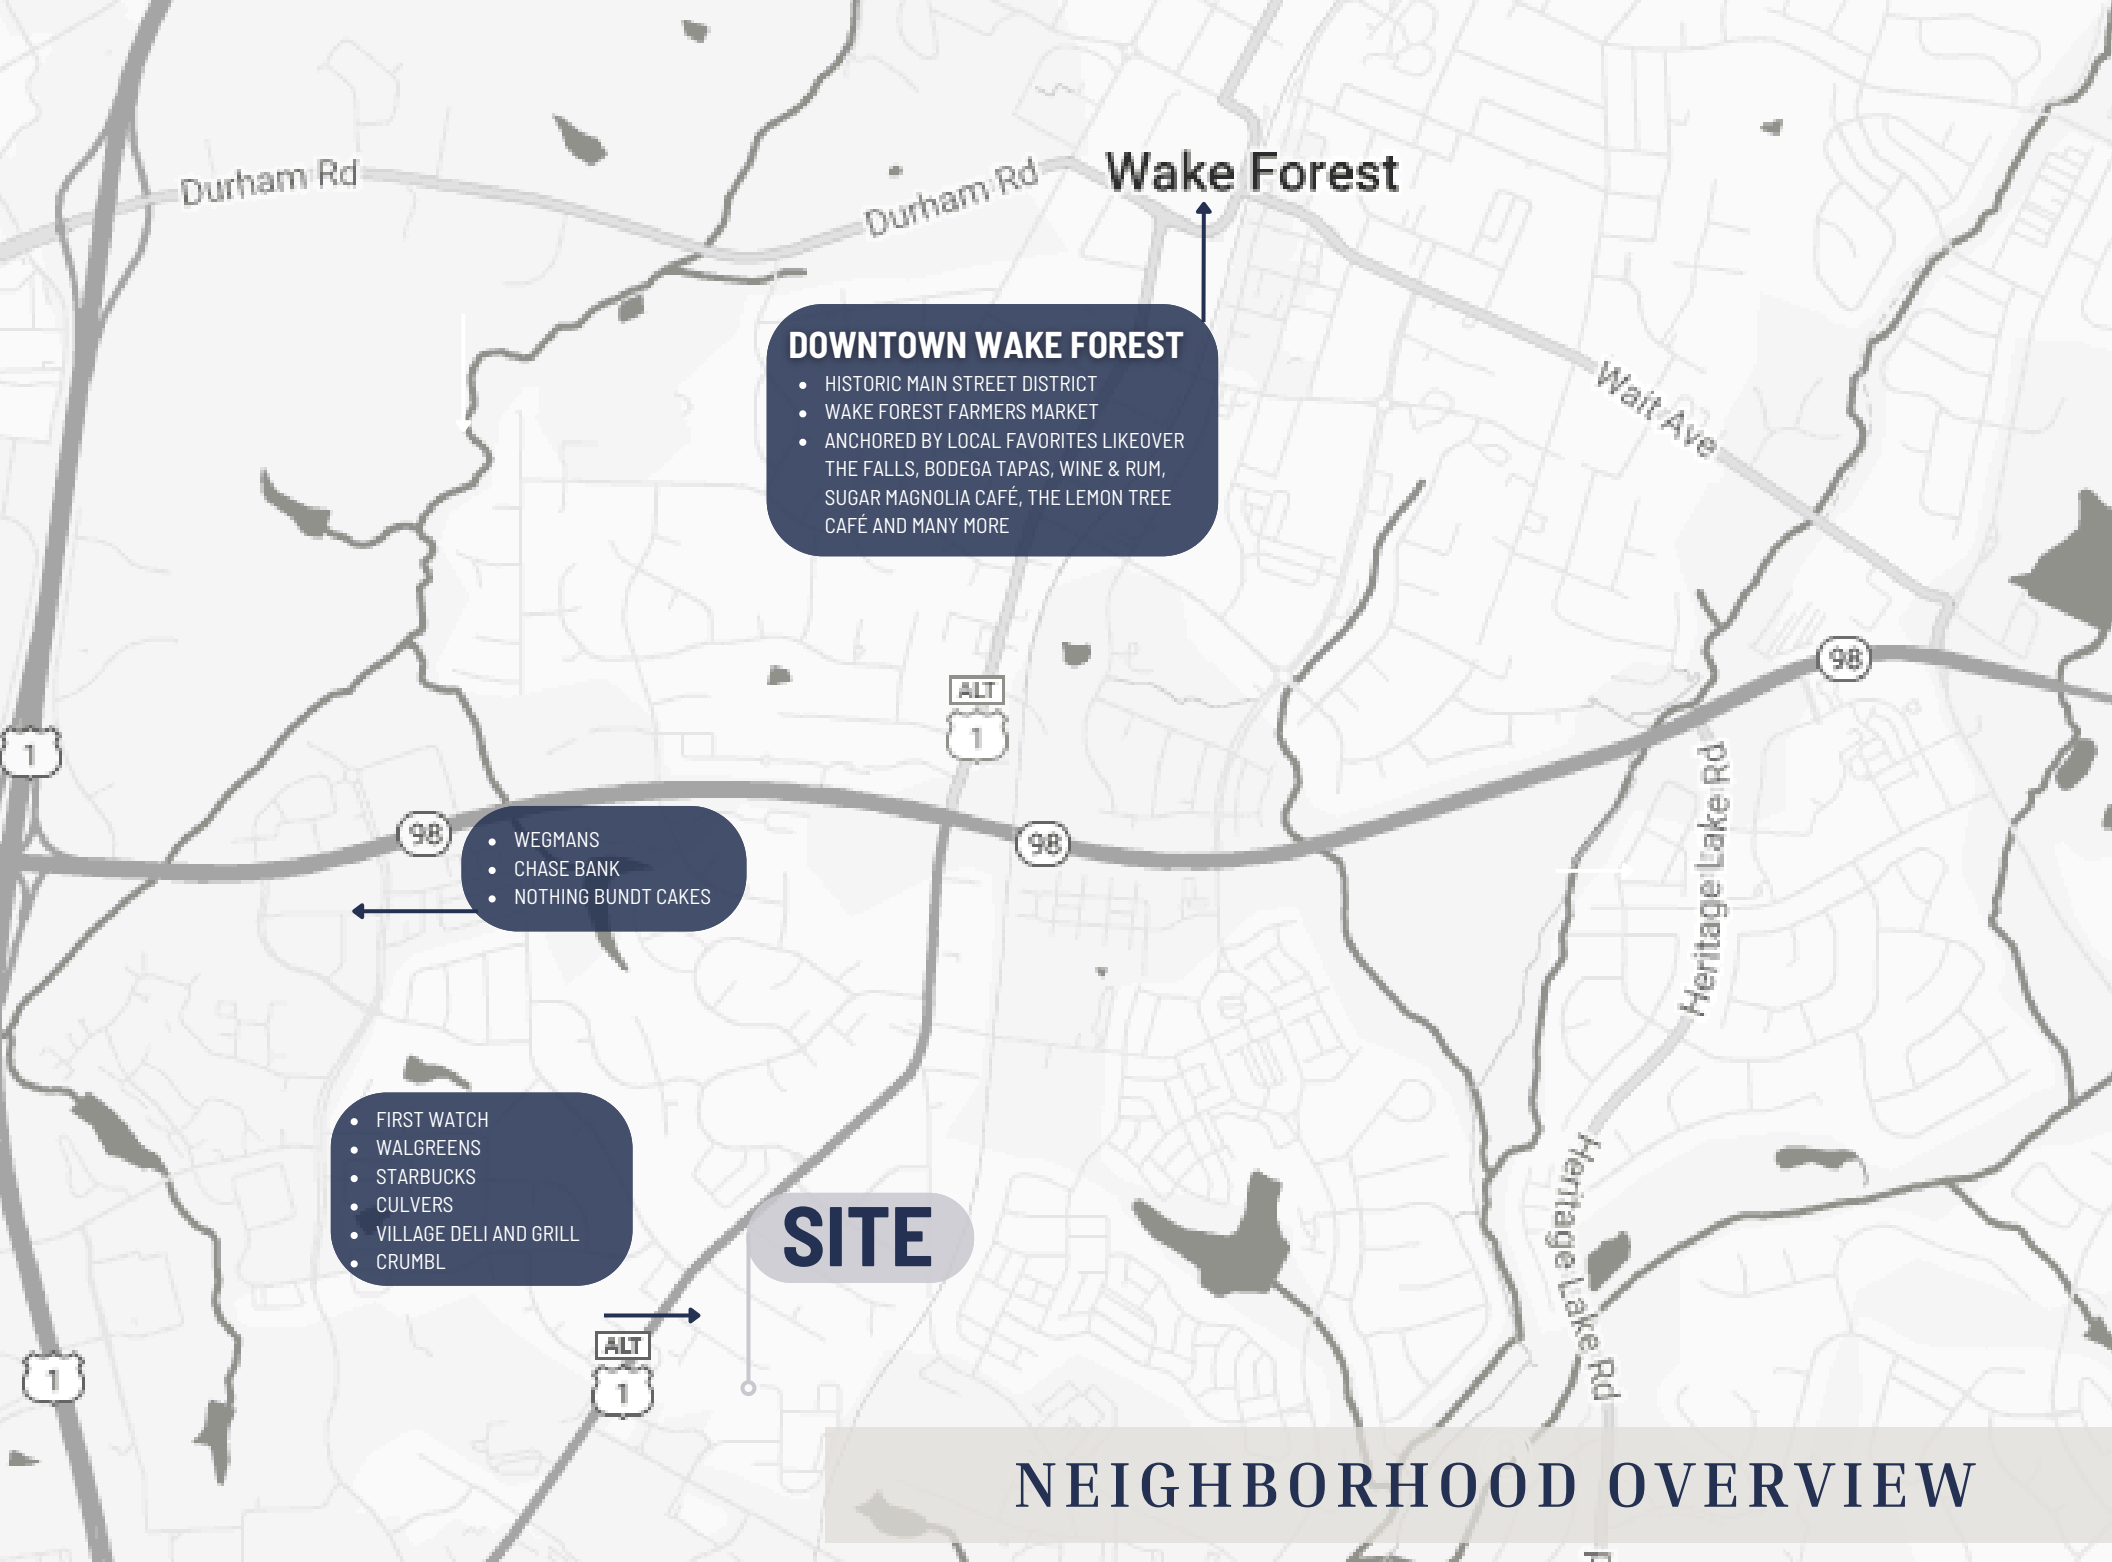 Durham Rd
Durham Rd
Wake Forest
DOWNTOWN WAKE FOREST
• HISTORIC MAIN STREET DISTRICT
• WAKE FOREST FARMERS MARKET
• ANCHORED BY LOCAL FAVORITES LIKEOVER
THE FALLS, BODEGA TAPAS, WINE & RUM,
SUGAR MAGNOLIA CAFÉ, THE LEMON TREE
CAFÉ AND MANY MORE
Wait Ave
98
ALT
1
1
98
98
• WEGMANS
• CHASE BANK
• NOTHING BUNDT CAKES
Heritage Lake Rd
• FIRST WATCH
• WALGREENS
• STARBUCKS
• CULVERS
• VILLAGE DELI AND GRILL
• CRUMBL
SITE
Heritage Lake Rd
ALT
1
1
NEIGHBORHOOD OVERVIEW